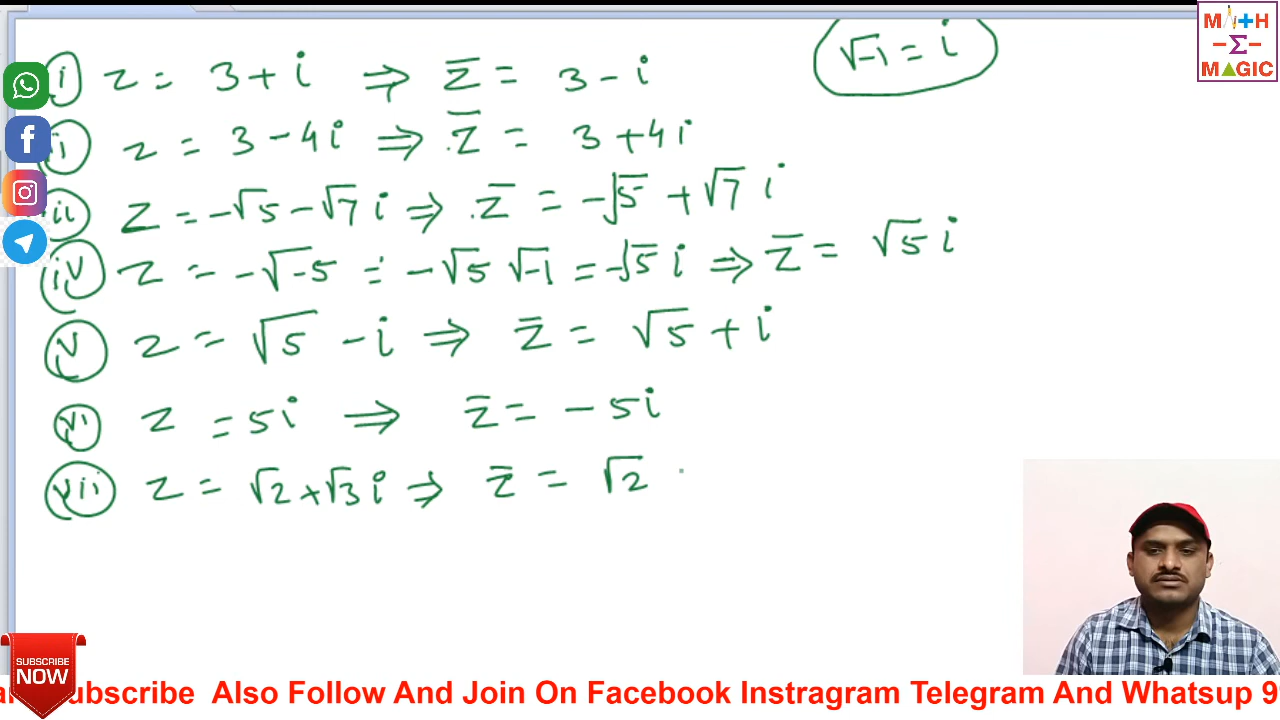 √-1 = i
MATH
-Σ-
MAGIC
i) z = 3 + i ⇒ z̄ = 3 - i
i) z = 3 - 4i ⇒ z̄ = 3 + 4i
ii) z = -√5 - √7 i ⇒ z̄ = -√5 + √7 i
iv) z = -√-5 = -√5 √-1 = -√5 i ⇒ z̄ = √5 i
v) z = √5 - i ⇒ z̄ = √5 + i
vi) z = 5i ⇒ z̄ = - 5i
vii) z = √2 + √3 i ⇒ z̄ = √2
SUBSCRIBE
NOW
ubscribe Also Follow And Join On Facebook Instragram Telegram And Whatsup 9